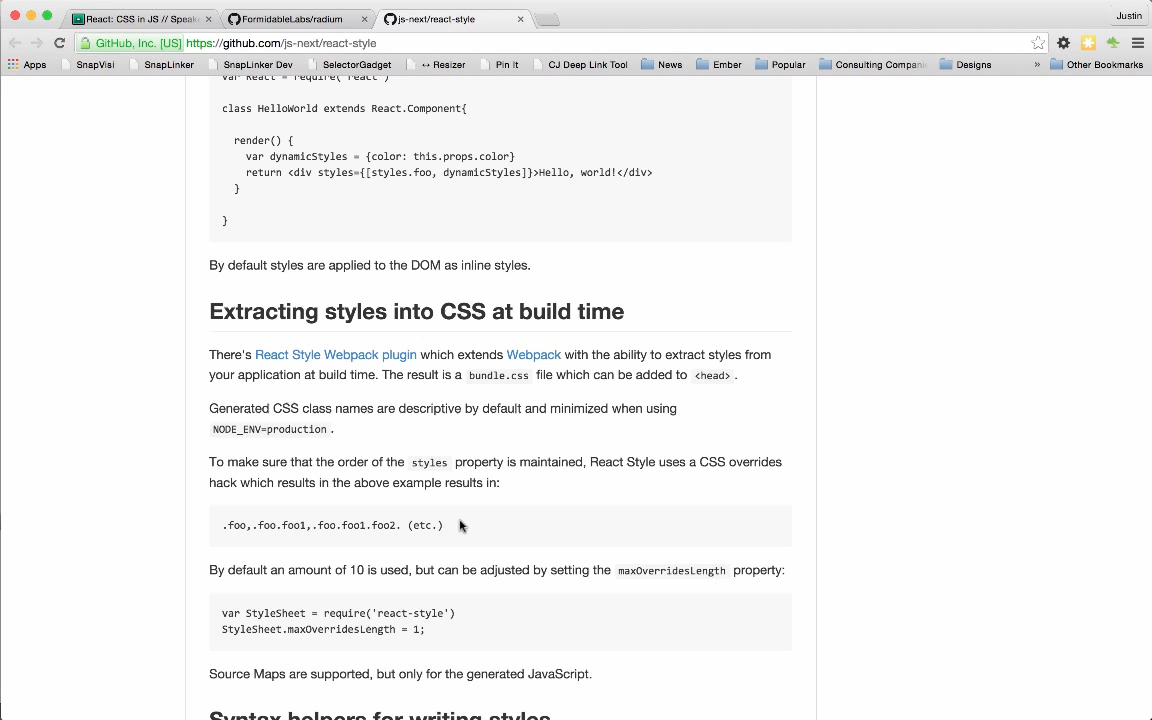 React: CSS in JS // Speak
FormidableLabs/radium
js-next/react-style
Justin
GitHub, Inc. [US] https://github.com/js-next/react-style
Apps SnapVisi SnapLinker SnapLinker Dev SelectorGadget ↔ Resizer Pin It CJ Deep Link Tool News Ember Popular Consulting Compani Designs » Other Bookmarks
var React = require('react')
class HelloWorld extends React.Component{
render() {
var dynamicStyles = {color: this.props.color}
return <div styles={[styles.foo, dynamicStyles]}>Hello, world!</div>
}
}
By default styles are applied to the DOM as inline styles.
Extracting styles into CSS at build time
There's React Style Webpack plugin which extends Webpack with the ability to extract styles from
your application at build time. The result is a bundle.css file which can be added to <head>.
Generated CSS class names are descriptive by default and minimized when using
NODE_ENV=production.
To make sure that the order of the styles property is maintained, React Style uses a CSS overrides
hack which results in the above example results in:
.foo,.foo.foo1,.foo.foo1.foo2. (etc.)
By default an amount of 10 is used, but can be adjusted by setting the maxOverridesLength property:
var StyleSheet = require('react-style')
StyleSheet.maxOverridesLength = 1;
Source Maps are supported, but only for the generated JavaScript.
Syntax helpers for writing styles